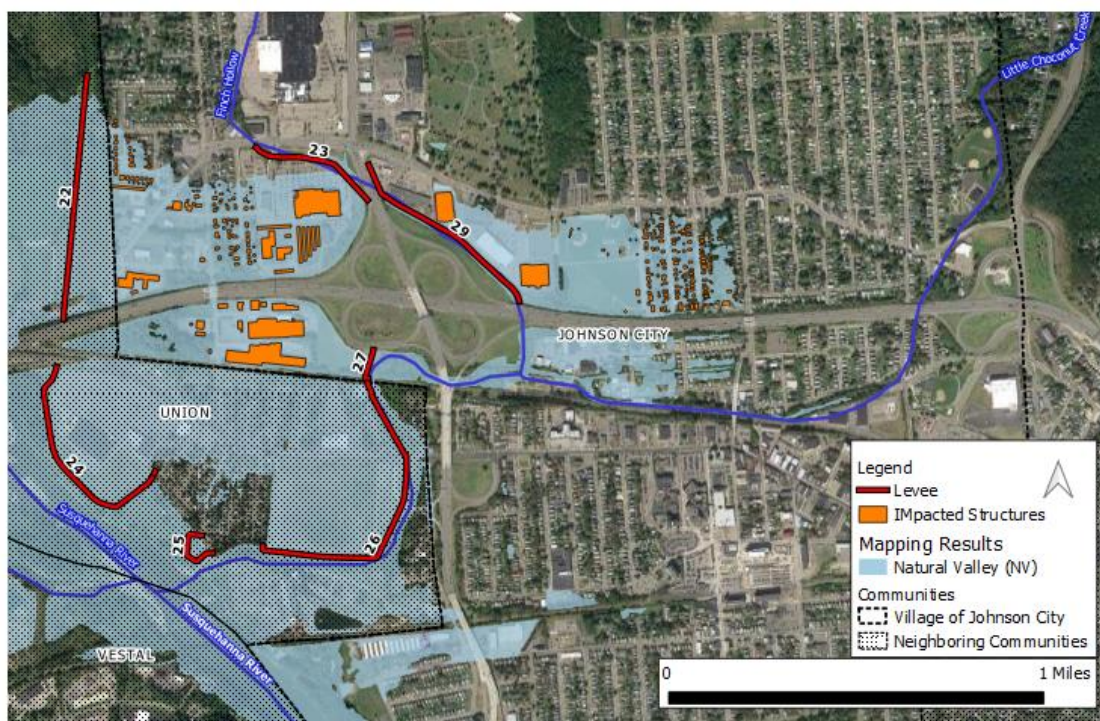 Finch Hollow
Little Choconut Creek
22
23
29
JOHNSON CITY
27
UNION
24
25
26
Susquehanna River
Susquehanna River
VESTAL
Legend
Levee
IMpacted Structures
Mapping Results
Natural Valley (NV)
Communities
Village of Johnson City
Neighboring Communities
0 1 Miles